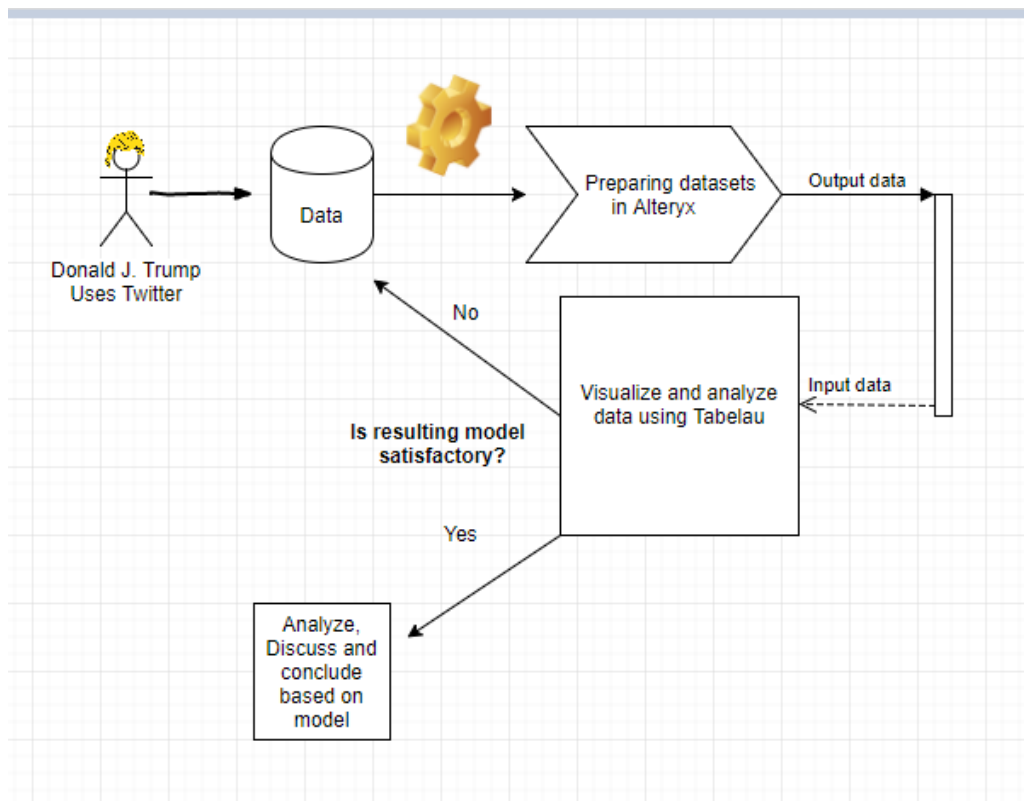 Donald J. Trump
Uses Twitter
Data
Preparing datasets
in Alteryx
Output data
Input data
Visualize and analyze
data using Tabelau
No
Is resulting model
satisfactory?
Yes
Analyze,
Discuss and
conclude
based on
model